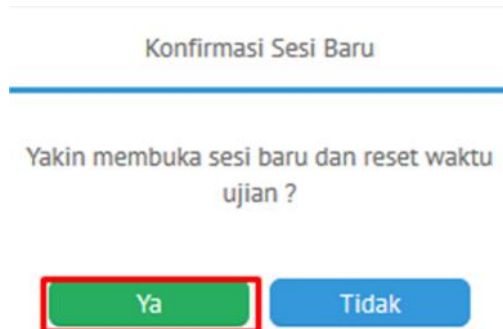 Konfirmasi Sesi Baru
Yakin membuka sesi baru dan reset waktu
ujian ?
Ya
Tidak